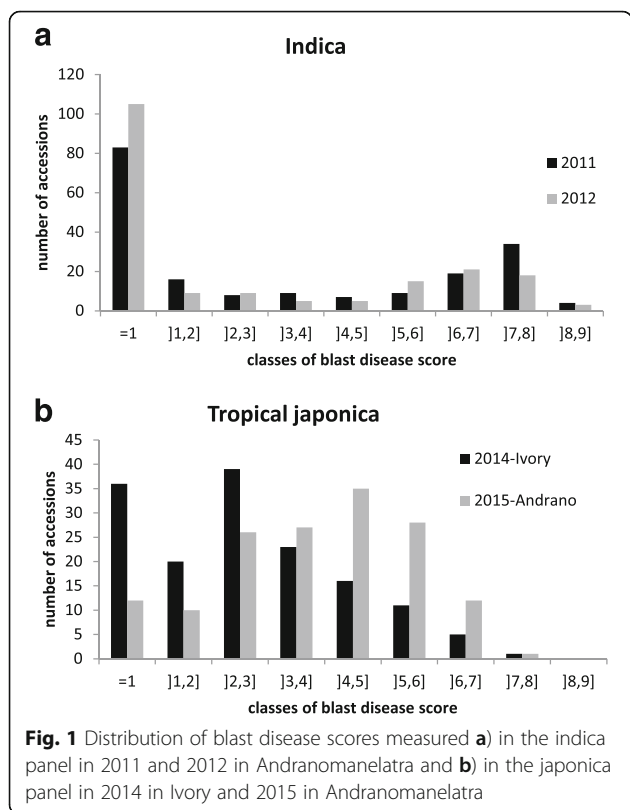 a
Indica
120
100
80
60
40
20
0
number of accessions
2011
2012
=1 ]1,2] ]2,3] ]3,4] ]4,5] ]5,6] ]6,7] ]7,8] ]8,9]
classes of blast disease score
b
Tropical japonica
45
40
35
30
25
20
15
10
5
0
number of accessions
2014-Ivory
2015-Andrano
=1 ]1,2] ]2,3] ]3,4] ]4,5] ]5,6] ]6,7] ]7,8] ]8,9]
classes of blast disease score
Fig. 1 Distribution of blast disease scores measured a) in the indica
panel in 2011 and 2012 in Andranomelatra and b) in the japonica
panel in 2014 in Ivory and 2015 in Andranomelatra